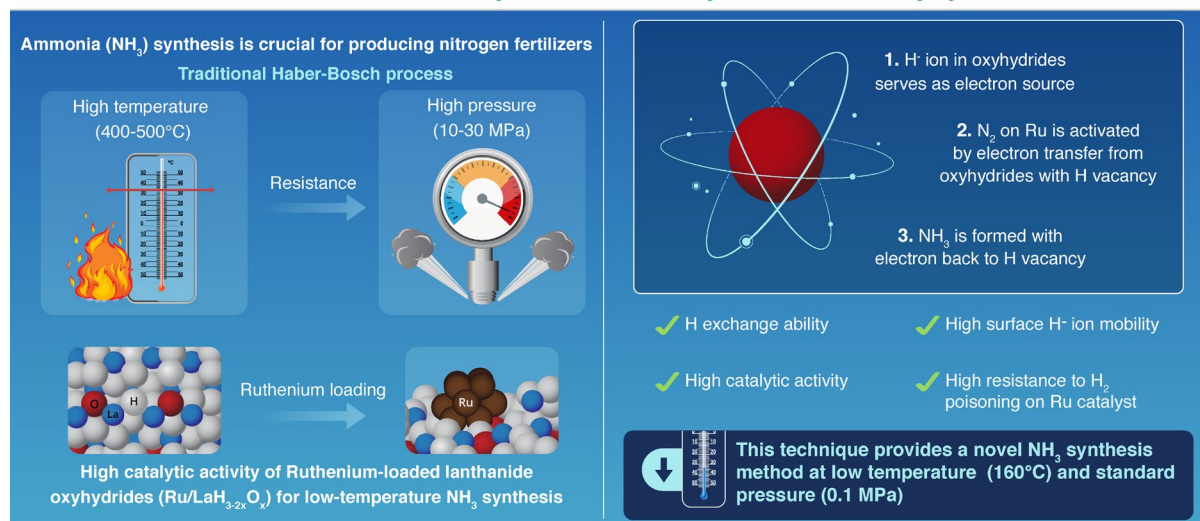 Ammonia (NH₃) synthesis is crucial for producing nitrogen fertilizers
Traditional Haber-Bosch process
High temperature
(400-500°C)
Resistance
High pressure
(10-30 MPa)
°C
O
La
H
Ruthenium loading
Ru
High catalytic activity of Ruthenium-loaded lanthanide
oxyhydrides (Ru/LaH₃₋₂ₓOₓ) for low-temperature NH₃ synthesis
1. H⁻ ion in oxyhydrides
serves as electron source
2. N₂ on Ru is activated
by electron transfer from
oxyhydrides with H vacancy
3. NH₃ is formed with
electron back to H vacancy
H exchange ability
High surface H⁻ ion mobility
High catalytic activity
High resistance to H₂
poisoning on Ru catalyst
This technique provides a novel NH₃ synthesis
method at low temperature (160°C) and standard
pressure (0.1 MPa)